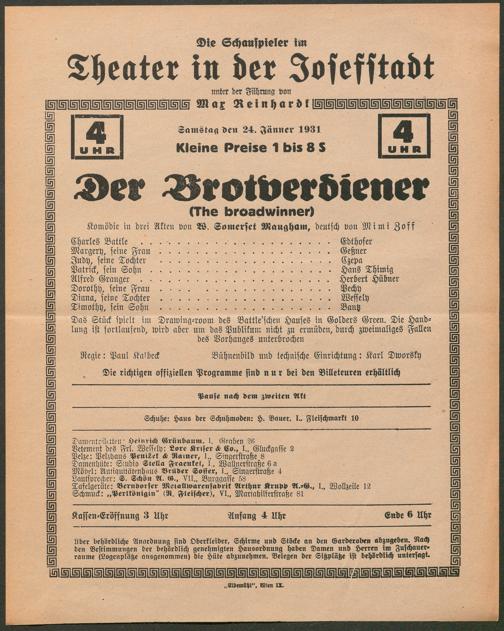 Die Schauspieler im
Theater in der Josefstadt
unter der Führung von
Max Reinhardt
4 UHR
Samstag den 24. Jänner 1931
Kleine Preise 1 bis 8 S
4 UHR
Der Brotverdiener
(The broadwinner)
Komödie in drei Akten von W. Somerset Maugham, deutsch von Mimi Zoff
Charles Battle . . . Edthofer
Margery, seine Frau . . . Geßner
Judy, seine Tochter . . . Czepa
Patrick, sein Sohn . . . Hans Thimig
Alfred Granger . . . Herbert Hübner
Dorothy, seine Frau . . . Pechy
Diana, seine Tochter . . . Wessely
Timothy, sein Sohn . . . Bantz
Das Stück spielt im Drawing-room des Battle'schen Hauses in Golders Green. Die Hand-
lung ist fortlaufend, wird aber um das Publikum nicht zu ermüden, durch zweimaliges Fallen
des Vorhanges unterbrochen
Regie: Paul Kalbeck Bühnenbild und technische Einrichtung: Karl Dworsky
Die richtigen offiziellen Programme sind nur bei den Billeteuren erhältlich
Pause nach dem zweiten Akt
Schuhe: Haus der Schuhmoden: H. Bauer, I., Fleischmarkt 10
Damentoiletten: Heinrich Grünbaum, I., Graben 26
Betement des Frl. Wessely: Lore Kriser & Co., I., Gluckgasse 2
Pelze: Pelzhaus Penizek & Rainer, I., Singerstraße 8
Damenhüte: Studio Stella Fraenkel, I., Wallnerstraße 6a
Möbel: Antiquitätenhaus Brüder Soffer, I., Singerstraße 4
Lautsprecher: S. Schön A. G., VII., Burggasse 58
Tafelgeräte: Berndorfer Metallwarenfabrik Arthur Krupp A.-G., I., Wollzeile 12
Schmuck: „Perlkönigin" (R. Fleischer), VI., Mariahilferstraße 81
Kassen-Eröffnung 3 Uhr Anfang 4 Uhr Ende 6 Uhr
Über behördliche Anordnung sind Oberkleider, Schirme und Stöcke an den Garderoben abzugeben. Nach
den Bestimmungen der behördlich genehmigten Hausordnung haben Damen und Herren im Zuschauer-
raume (Logenplätze ausgenommen) die Hüte abzunehmen. Belegen der Sitzplätze ist behördlich untersagt.
„Elbemühl", Wien IX.